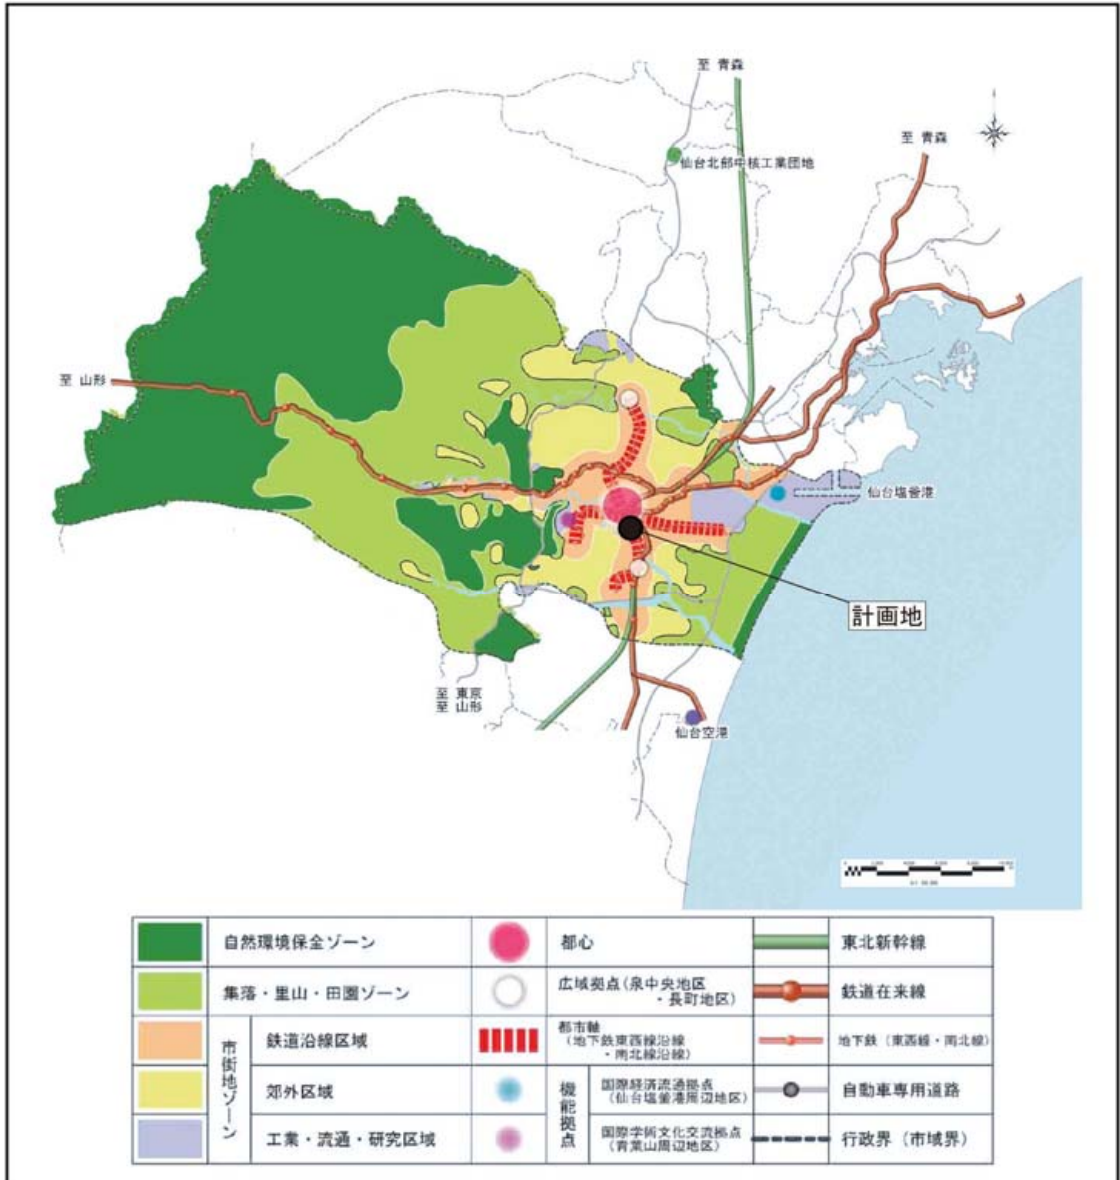 至 青森
至 青森
仙台北部中核工業団地
至 山形
仙台塩釜港
計画地
至 東京
至 山形
仙台空港
自然環境保全ゾーン
都心
東北新幹線
集落・里山・田園ゾーン
広域拠点(泉中央地区
・長町地区)
鉄道在来線
市街地ゾーン
鉄道沿線区域
都市軸
(地下鉄東西線沿線
・南北線沿線)
地下鉄(東西線・南北線)
郊外区域
機能拠点
国際経済流通拠点
(仙台塩釜港周辺地区)
自動車専用道路
工業・流通・研究区域
国際学術文化交流拠点
(青葉山周辺地区)
行政界(市域界)